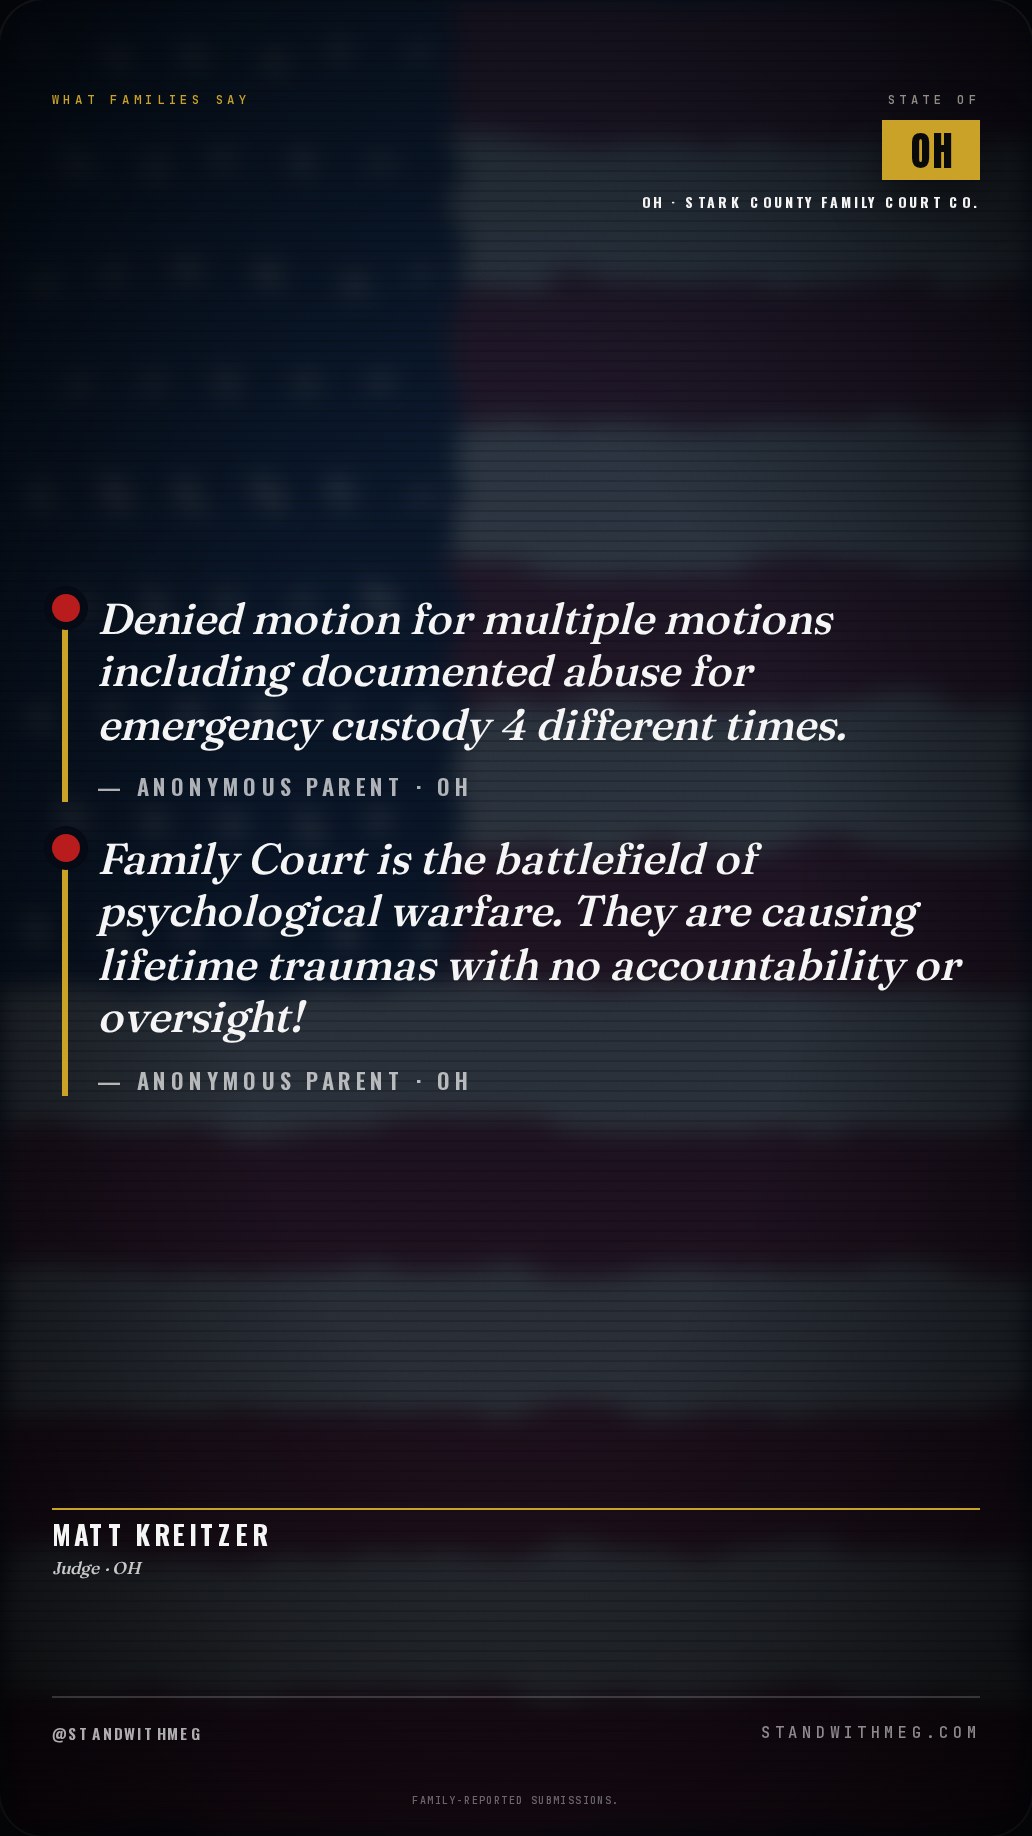 WHAT FAMILIES SAY
STATE OF
OH
OH · STARK COUNTY FAMILY COURT CO.
Denied motion for multiple motions
including documented abuse for
emergency custody 4 different times.
— ANONYMOUS PARENT · OH
Family Court is the battlefield of
psychological warfare. They are causing
lifetime traumas with no accountability or
oversight!
— ANONYMOUS PARENT · OH
MATT KREITZER
Judge · OH
@STANDWITHMEG
STANDWITHMEG.COM
FAMILY-REPORTED SUBMISSIONS.